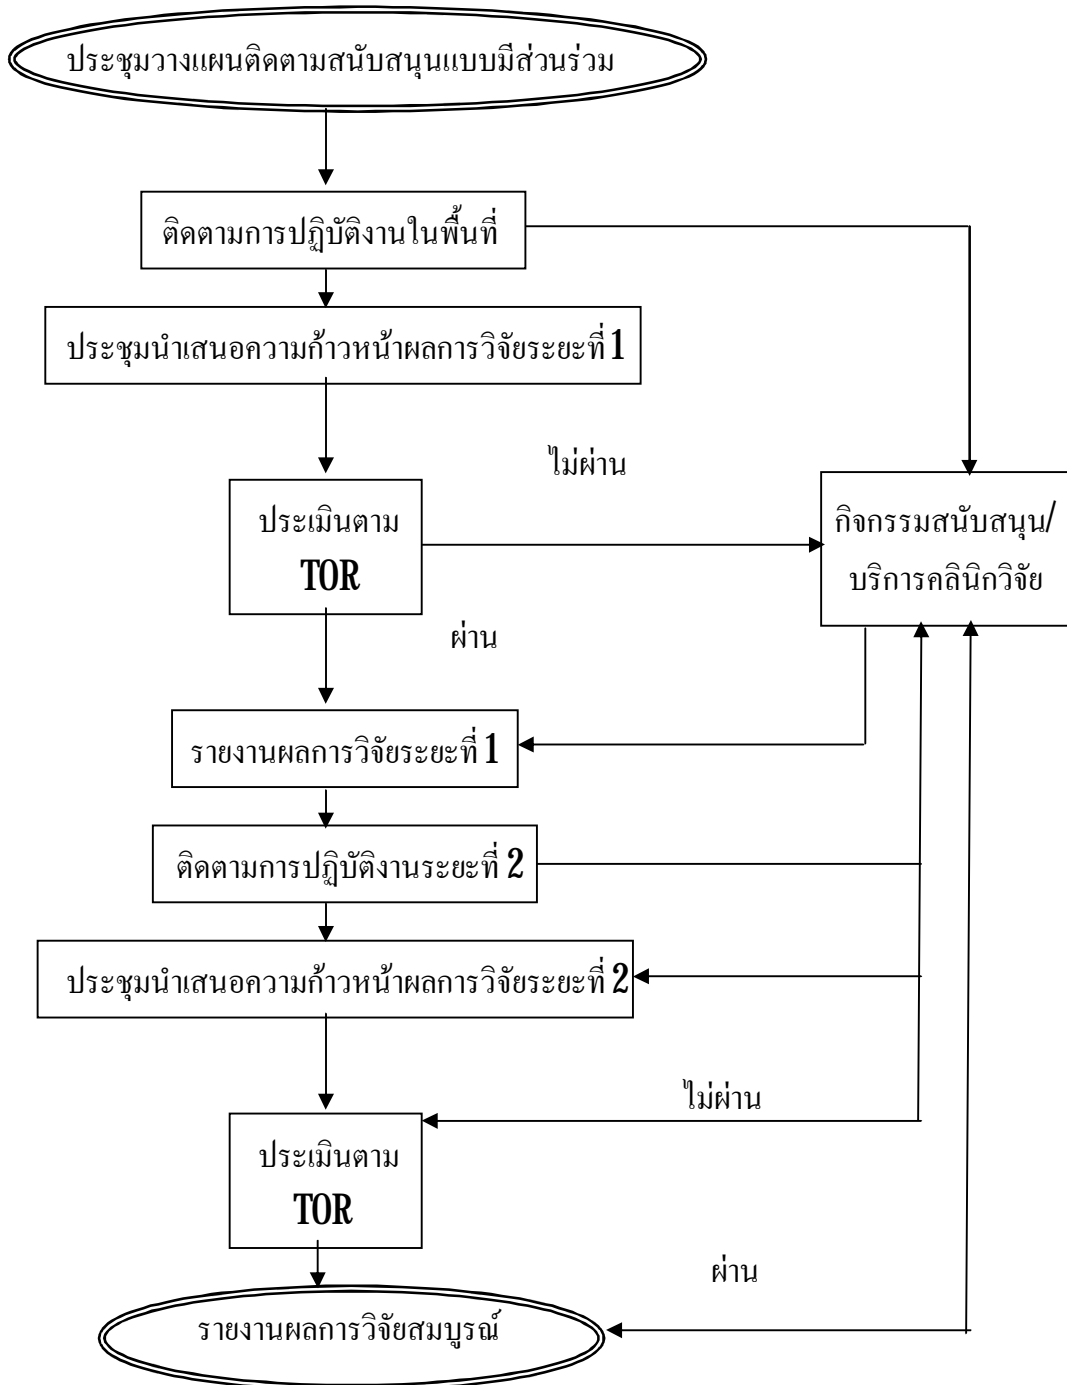 ประชุมวางแผนติดตามสนับสนุนแบบมีส่วนร่วม
ติดตามการปฏิบัติงานในพื้นที่
ประชุมนำเสนอความก้าวหน้าผลการวิจัยระยะที่ 1
ไม่ผ่าน
ประเมินตาม
TOR
กิจกรรมสนับสนุน/
บริการคลินิกวิจัย
ผ่าน
รายงานผลการวิจัยระยะที่ 1
ติดตามการปฏิบัติงานระยะที่ 2
ประชุมนำเสนอความก้าวหน้าผลการวิจัยระยะที่ 2
ไม่ผ่าน
ประเมินตาม
TOR
ผ่าน
รายงานผลการวิจัยสมบูรณ์